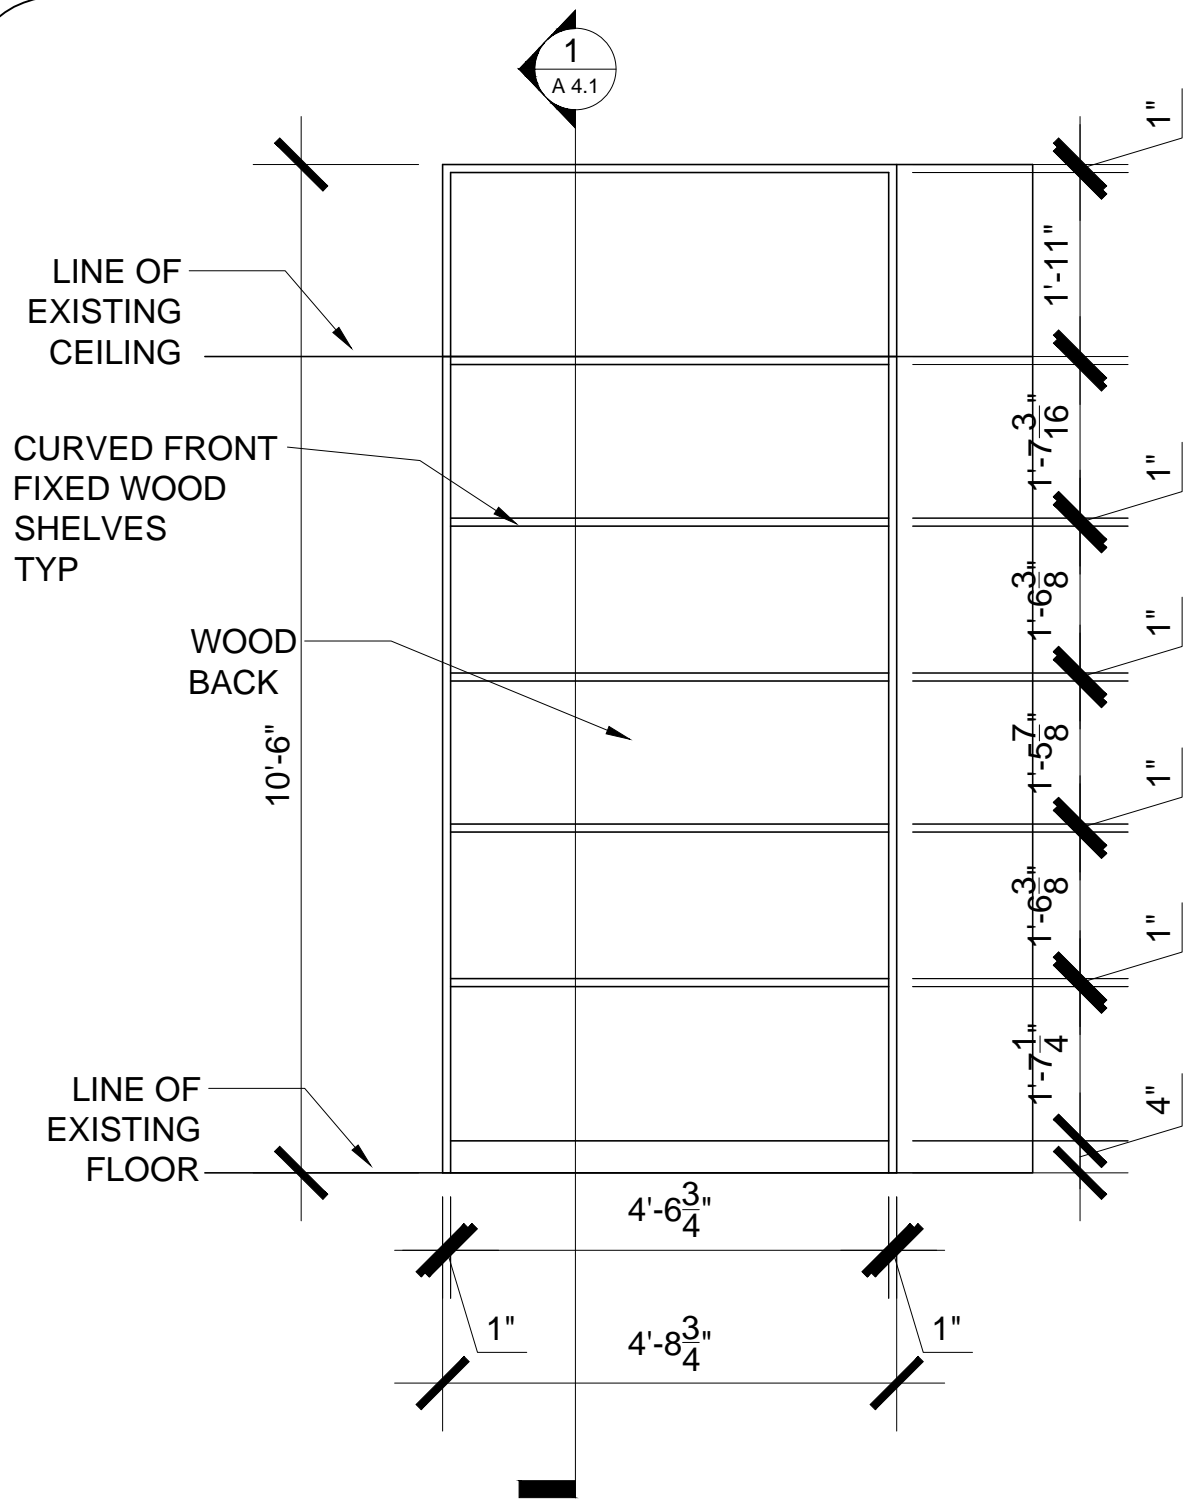 1
A 4.1
1"
1'-11"
LINE OF
EXISTING
CEILING
1'-7 3/16"
CURVED FRONT
FIXED WOOD
SHELVES
TYP
1"
1'-6 3/8"
1"
WOOD
BACK
10'-6"
1'-5 7/8"
1"
1'-6 3/8"
1"
1'-7 1/4"
4"
LINE OF
EXISTING
FLOOR
4'-6 3/4"
1"
1"
4'-8 3/4"